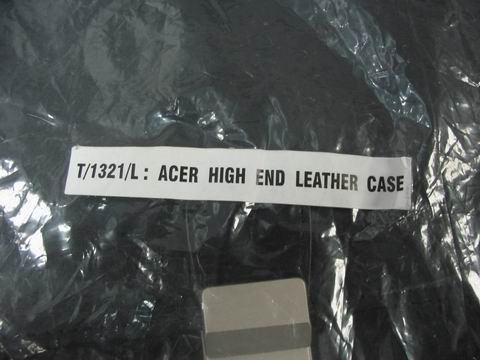 T/1321/L: ACER HIGH END LEATHER CASE